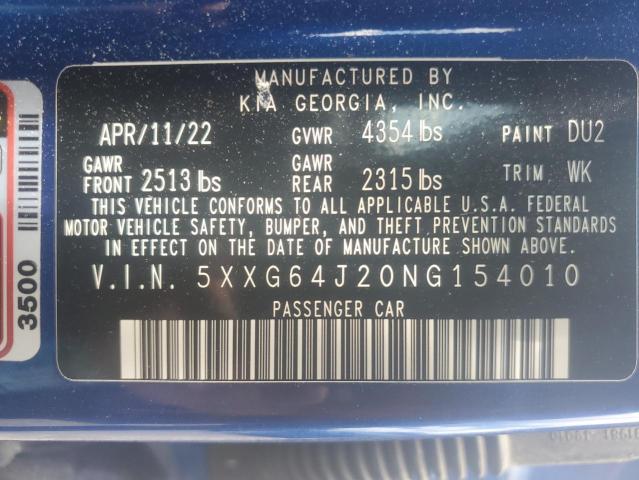 MANUFACTURED BY
KIA GEORGIA, INC.
APR/11/22 GVWR 4354 lbs PAINT DU2
GAWR FRONT 2513 lbs GAWR REAR 2315 lbs TRIM WK
THIS VEHICLE CONFORMS TO ALL APPLICABLE U.S.A. FEDERAL
MOTOR VEHICLE SAFETY, BUMPER, AND THEFT PREVENTION STANDARDS
IN EFFECT ON THE DATE OF MANUFACTURE SHOWN ABOVE.
V.I.N. 5XXG64J20NG154010
PASSENGER CAR
3500